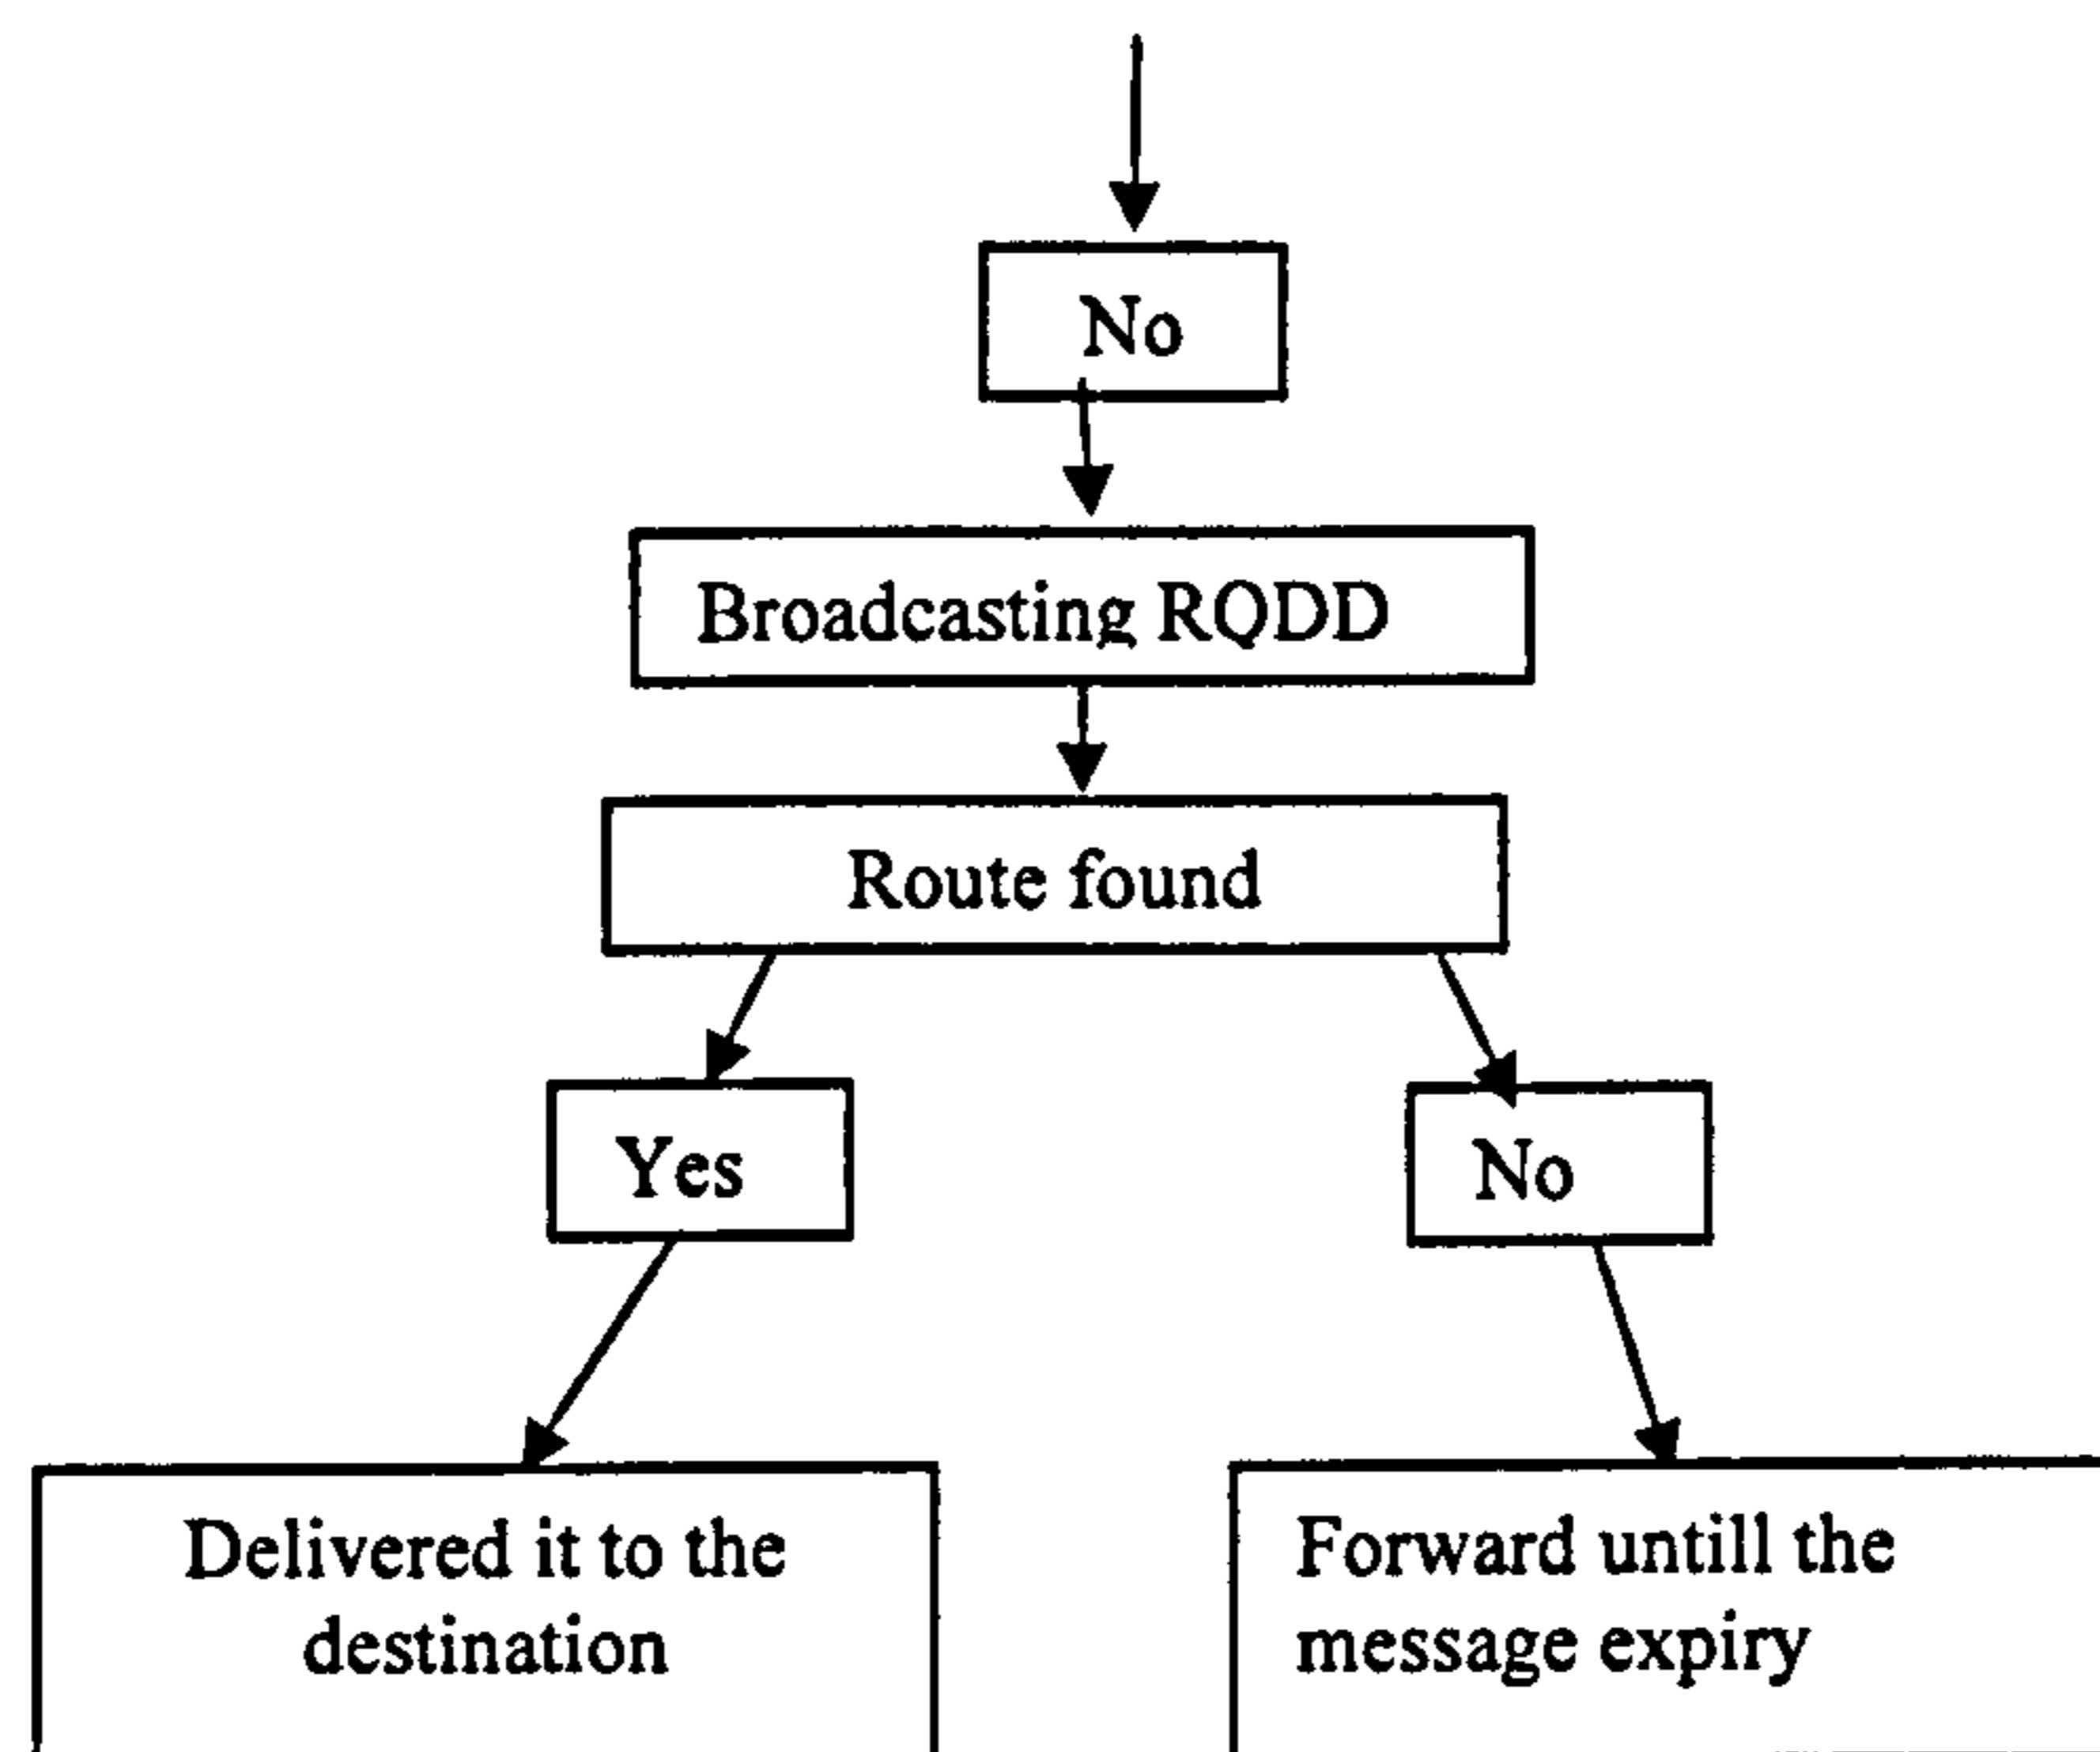 No
Broadcasting RQDD
Route found
Yes
No
Delivered it to the
destination
Forward untill the
message expiry